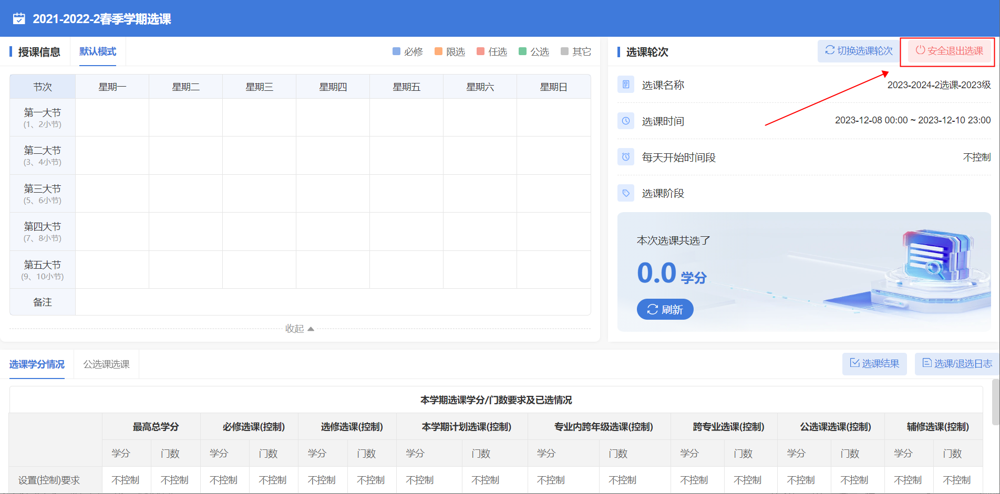 2021-2022-2春季学期选课
授课信息 默认模式 必修 限选 任选 公选 其它
节次 星期一 星期二 星期三 星期四 星期五 星期六 星期日
第一大节
(1、2小节)
第二大节
(3、4小节)
第三大节
(5、6小节)
第四大节
(7、8小节)
第五大节
(9、10小节)
备注
收起
选课轮次 切换选课轮次 安全退出选课
选课名称 2023-2024-2选课-2023级
选课时间 2023-12-08 00:00 ~ 2023-12-10 23:00
每天开始时间段 不控制
选课阶段
本次选课共选了
0.0 学分
刷新
选课学分情况 公选课选课 选课结果 选课/退选日志
本学期选课学分/门数要求及已选情况
最高总学分 必修选课(控制) 选修选课(控制) 本学期计划选课(控制) 专业内跨年级选课(控制) 跨专业选课(控制) 公选课选课(控制) 辅修选课(控制)
学分 门数 学分 门数 学分 门数 学分 门数 学分 门数 学分 门数 学分 门数 学分 门数
设置(控制)要求 不控制 不控制 不控制 不控制 不控制 不控制 不控制 不控制 不控制 不控制 不控制 不控制 不控制 不控制 不控制 不控制